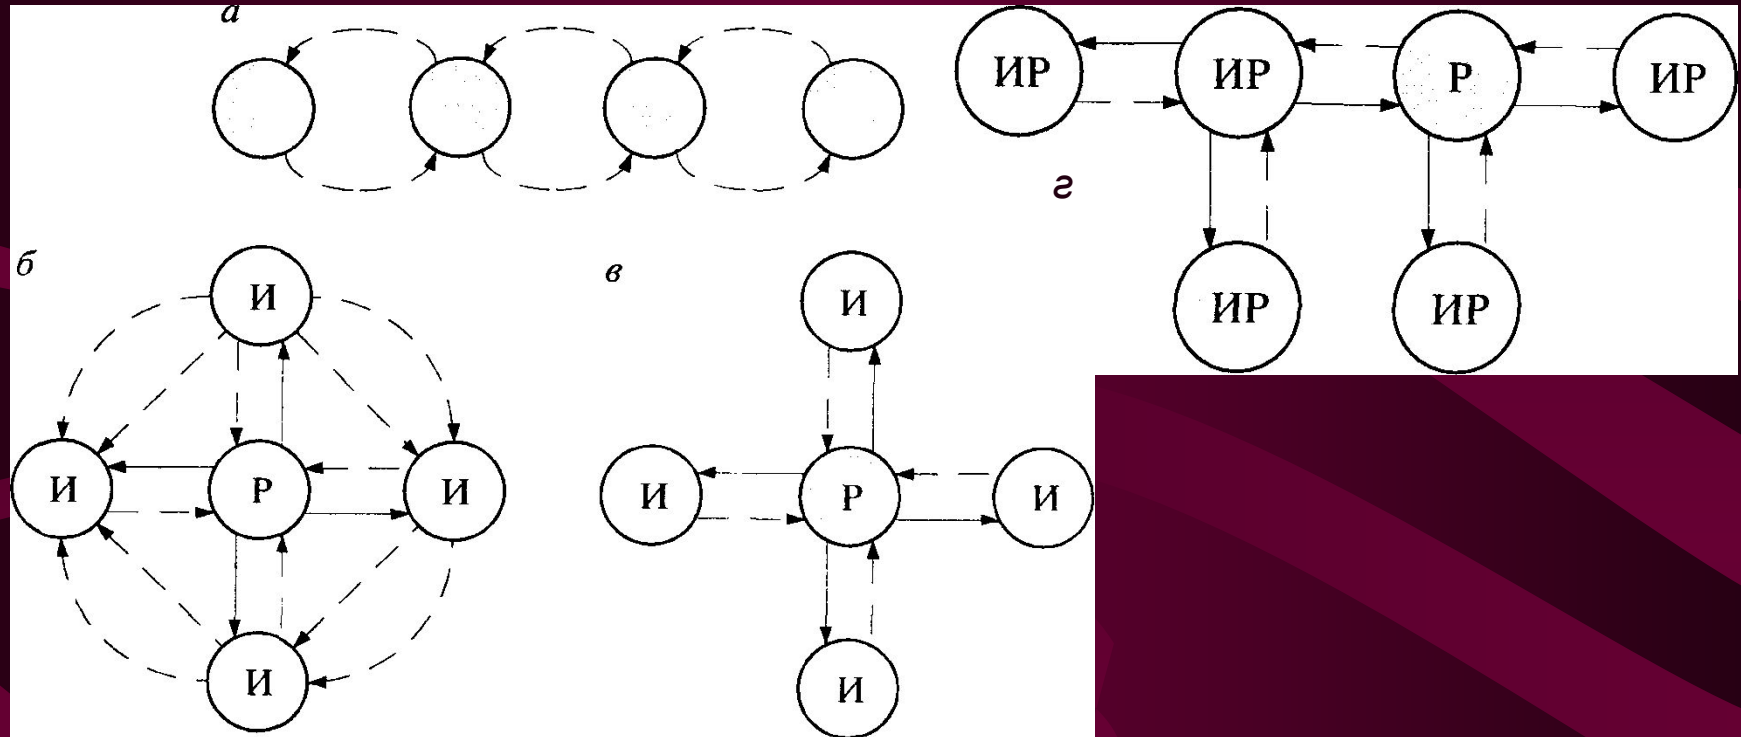 а
ИР ИР Р ИР
г
ИР ИР
б
И
И Р И
И
в
И
И Р И
И